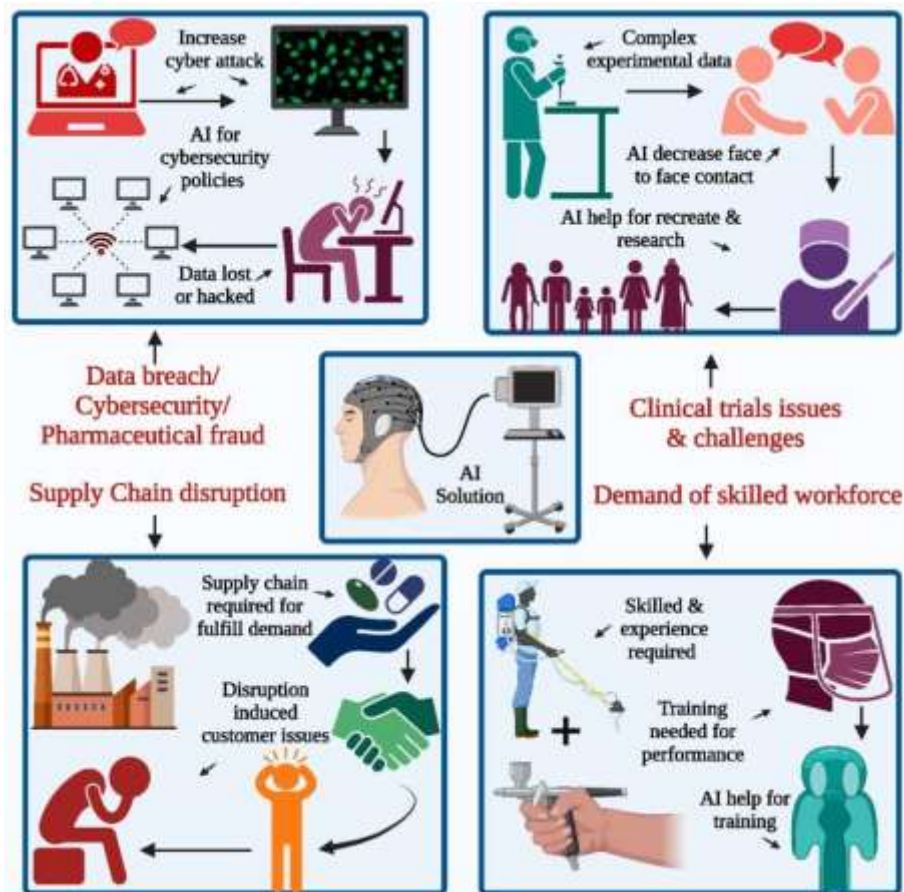 Increase
cyber attack
AI for
cybersecurity
policies
Data lost
or hacked
Complex
experimental data
AI decrease face
to face contact
AI help for recreate &
research
Data breach/
Cybersecurity/
Pharmaceutical fraud
AI
Solution
Clinical trials issues
& challenges
Supply Chain disruption
Demand of skilled workforce
Supply chain
required for
fulfill demand
Disruption
induced
customer issues
Skilled &
experience
required
+
Training
needed for
performance
AI help for
training